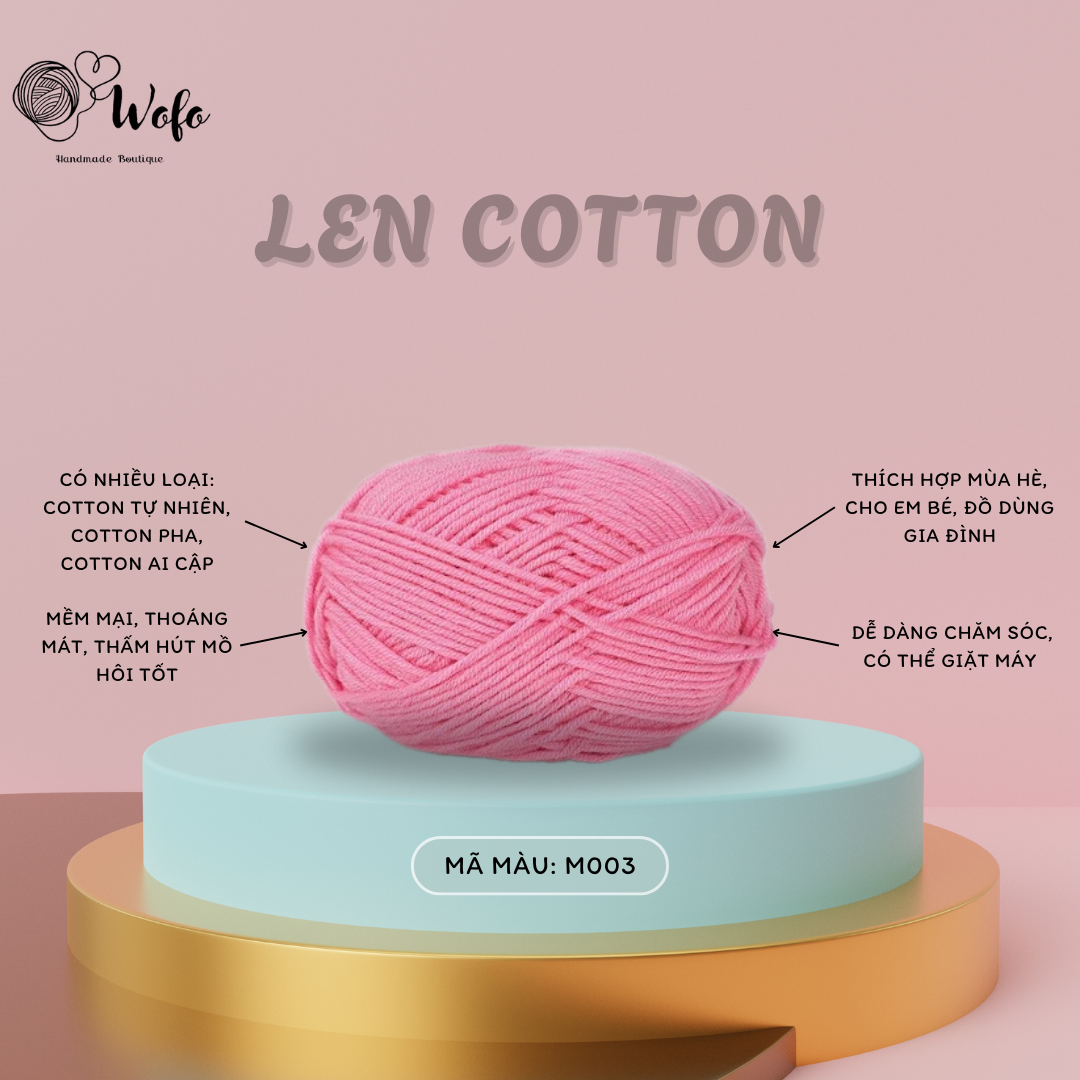 Wofo
Handmade Boutique
LEN COTTON
CÓ NHIỀU LOẠI:
COTTON TỰ NHIÊN,
COTTON PHA,
COTTON AI CẬP
MỀM MẠI, THOÁNG
MÁT, THẤM HÚT MỒ
HÔI TỐT
THÍCH HỢP MÙA HÈ,
CHO EM BÉ, ĐỒ DÙNG
GIA ĐÌNH
DỄ DÀNG CHĂM SÓC,
CÓ THỂ GIẶT MÁY
MÃ MÀU: M003